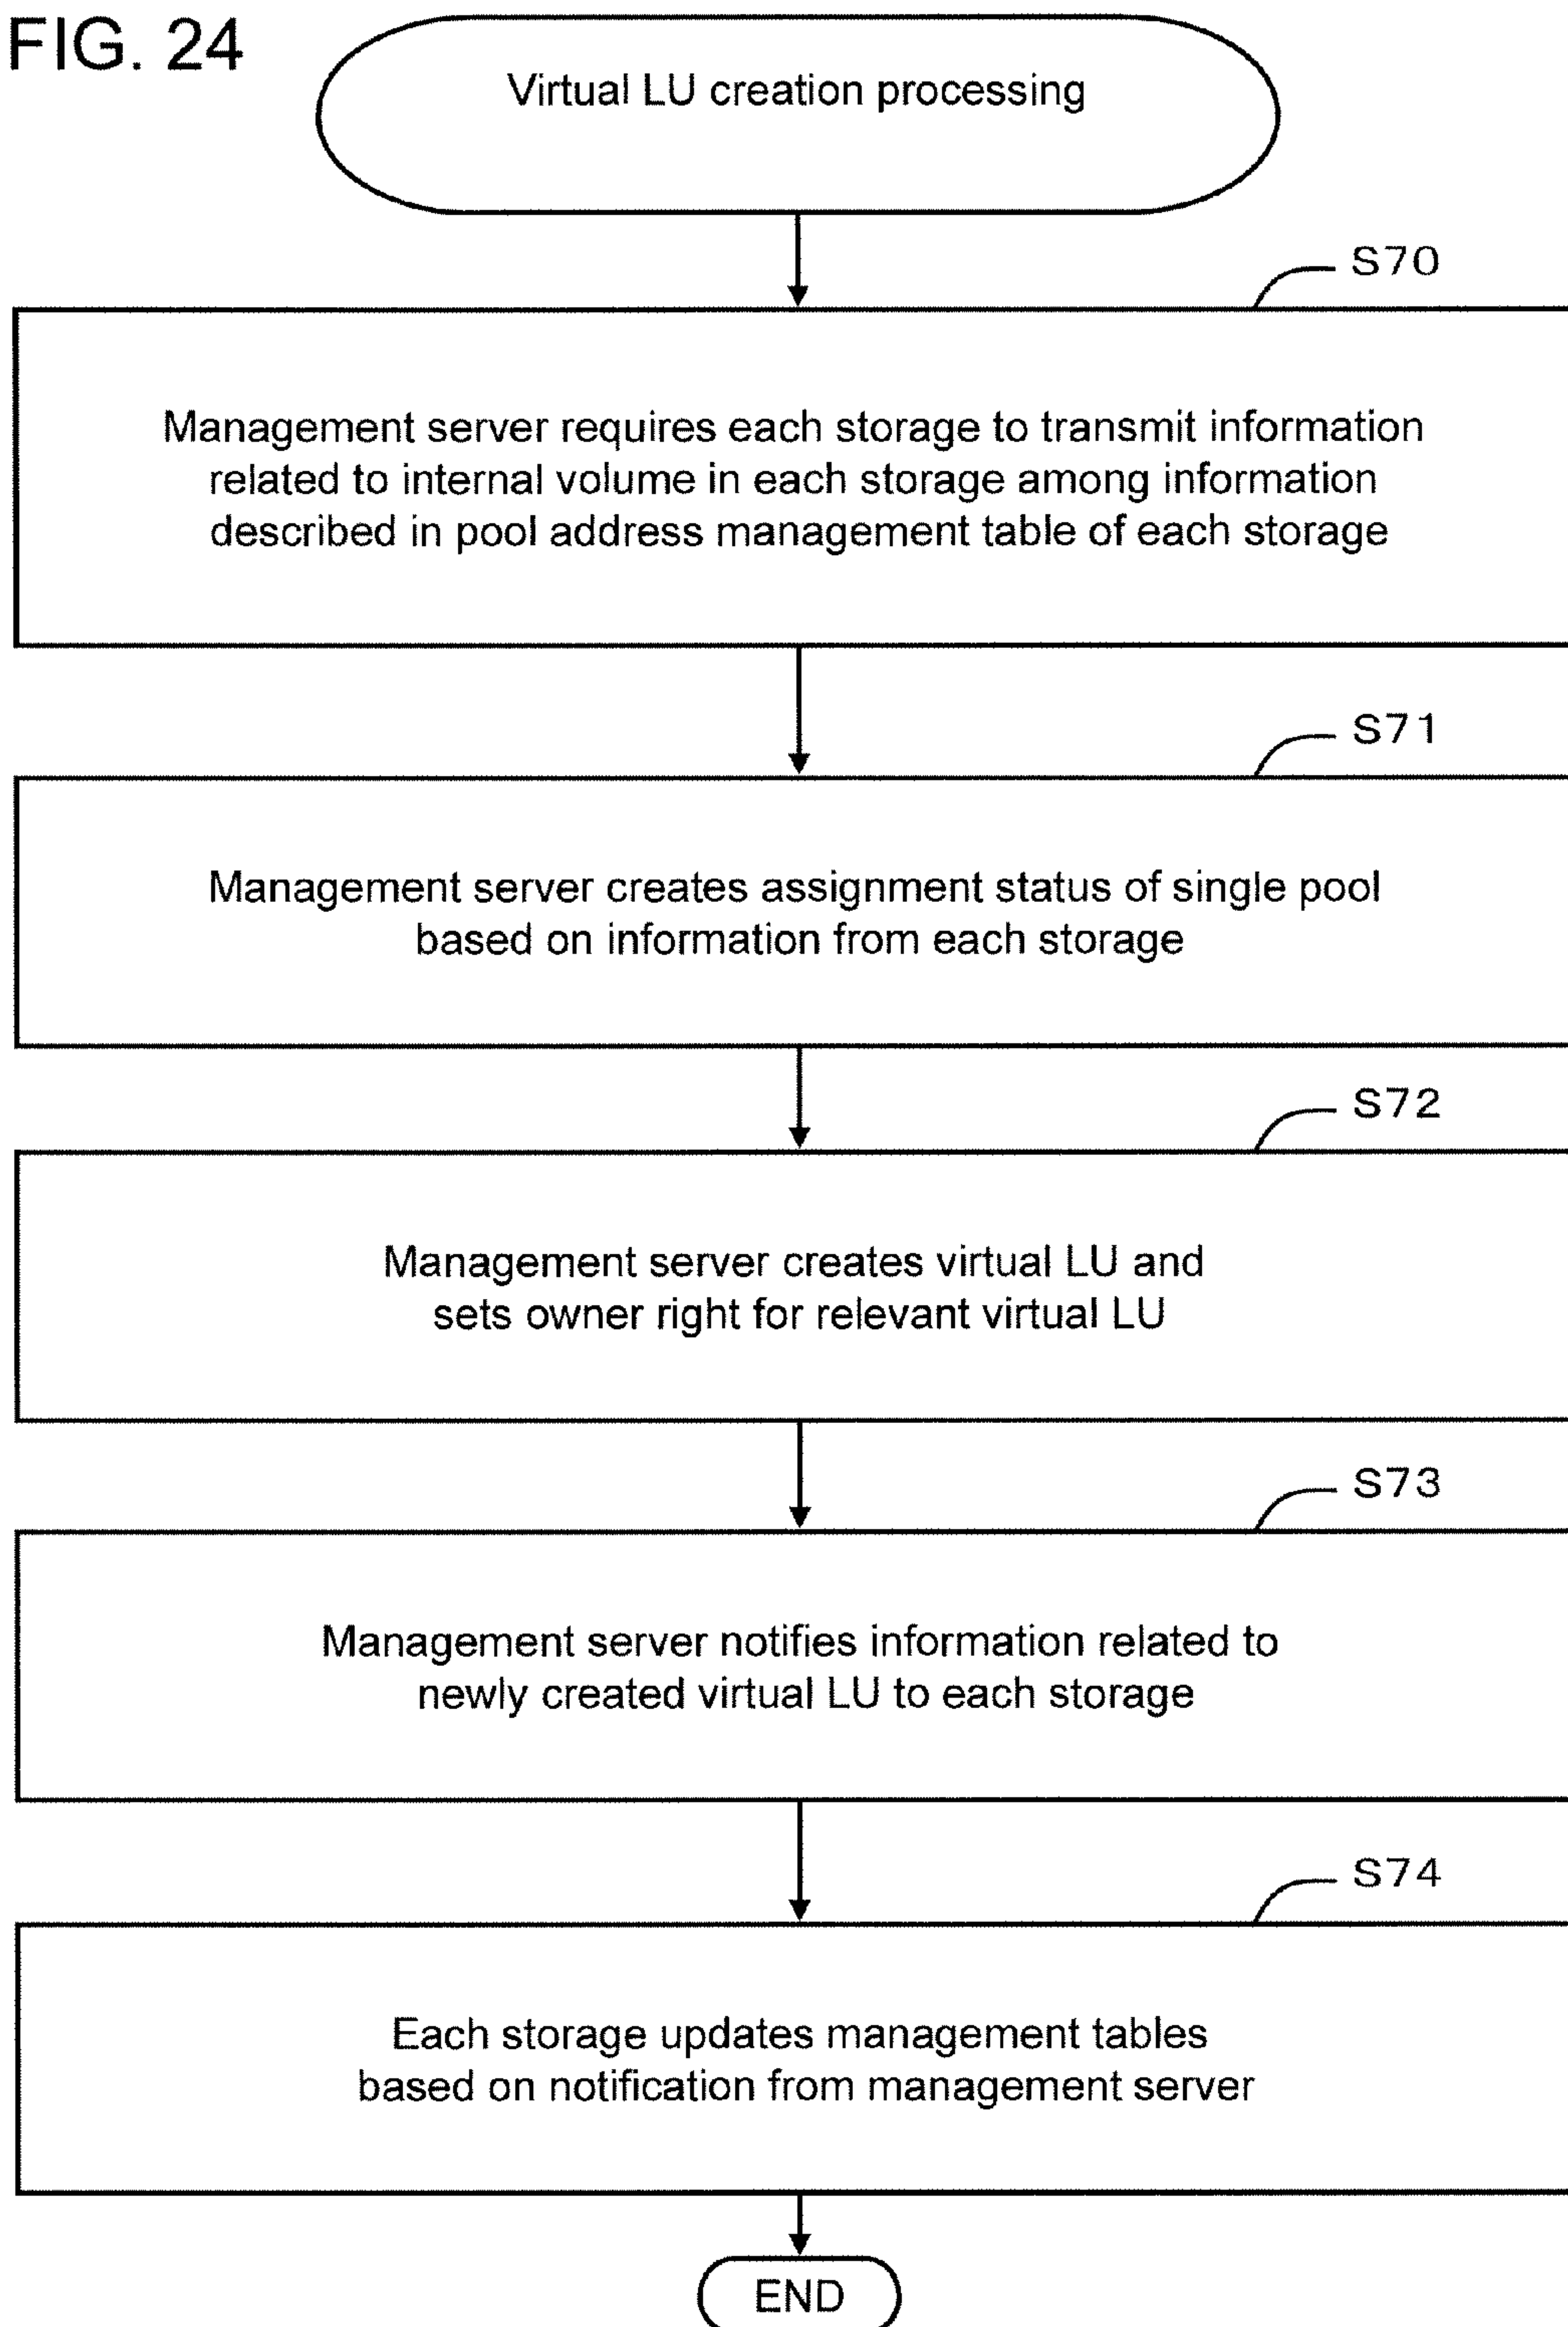 FIG. 24
Virtual LU creation processing
S70
Management server requires each storage to transmit information
related to internal volume in each storage among information
described in pool address management table of each storage
S71
Management server creates assignment status of single pool
based on information from each storage
S72
Management server creates virtual LU and
sets owner right for relevant virtual LU
S73
Management server notifies information related to
newly created virtual LU to each storage
S74
Each storage updates management tables
based on notification from management server
END